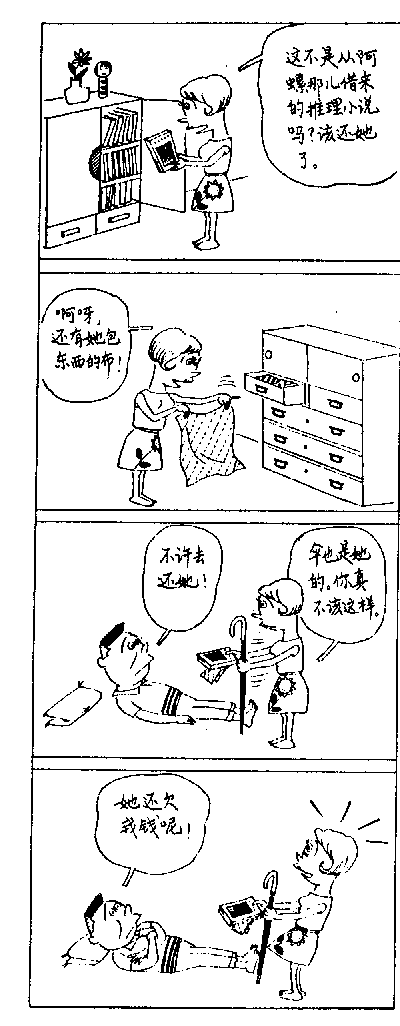 这不是从阿
螺那儿借来
的推理小说
吗？该还她
了。
啊呀，
还有她包
东西的布！
不许去
还她！
伞也是她
的。你真
不该这样。
她还欠
我钱呢！